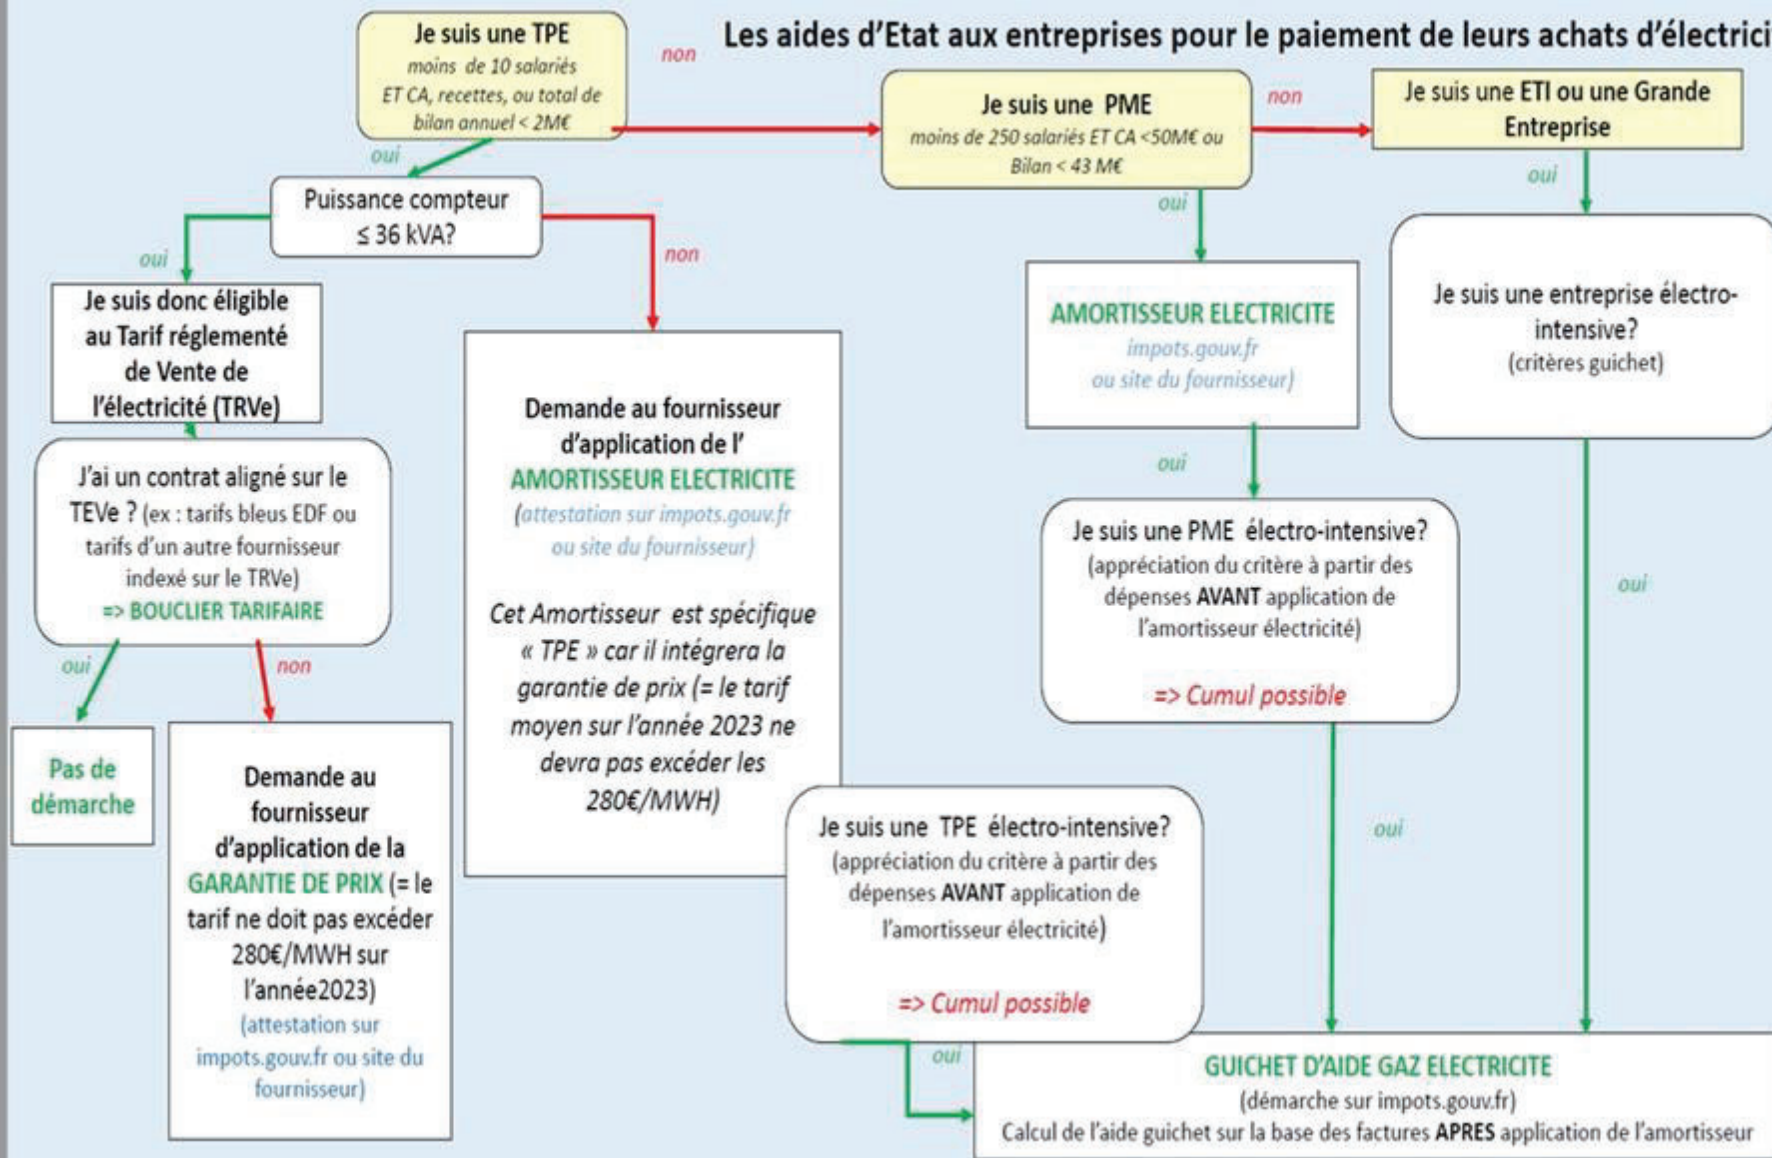 Les aides d'Etat aux entreprises pour le paiement de leurs achats d'électrici
Je suis une TPE
moins de 10 salariés
ET CA, recettes, ou total de
bilan annuel < 2M€
non
Je suis une PME
moins de 250 salariés ET CA <50M€ ou
Bilan < 43 M€
non
Je suis une ETI ou une Grande
Entreprise
oui
Puissance compteur
≤ 36 kVA?
oui
non
Je suis donc éligible
au Tarif réglementé
de Vente de
l'électricité (TRVe)
J'ai un contrat aligné sur le
TEVe ? (ex : tarifs bleus EDF ou
tarifs d'un autre fournisseur
indexé sur le TRVe)
=> BOUCLIER TARIFAIRE
oui
non
Pas de
démarche
Demande au
fournisseur
d'application de la
GARANTIE DE PRIX (= le
tarif ne doit pas excéder
280€/MWH sur
l'année2023)
(attestation sur
impots.gouv.fr ou site du
fournisseur)
Demande au fournisseur
d'application de l'
AMORTISSEUR ELECTRICITE
(attestation sur impots.gouv.fr
ou site du fournisseur)
Cet Amortisseur est spécifique
« TPE » car il intégrera la
garantie de prix (= le tarif
moyen sur l'année 2023 ne
devra pas excéder les
280€/MWH)
Je suis une TPE électro-intensive?
(appréciation du critère à partir des
dépenses AVANT application de
l'amortisseur électricité)
=> Cumul possible
oui
oui
AMORTISSEUR ELECTRICITE
impots.gouv.fr
ou site du fournisseur)
oui
Je suis une PME électro-intensive?
(appréciation du critère à partir des
dépenses AVANT application de
l'amortisseur électricité)
=> Cumul possible
oui
oui
Je suis une entreprise électro-
intensive?
(critères guichet)
oui
GUICHET D'AIDE GAZ ELECTRICITE
(démarche sur impots.gouv.fr)
Calcul de l'aide guichet sur la base des factures APRES application de l'amortisseur